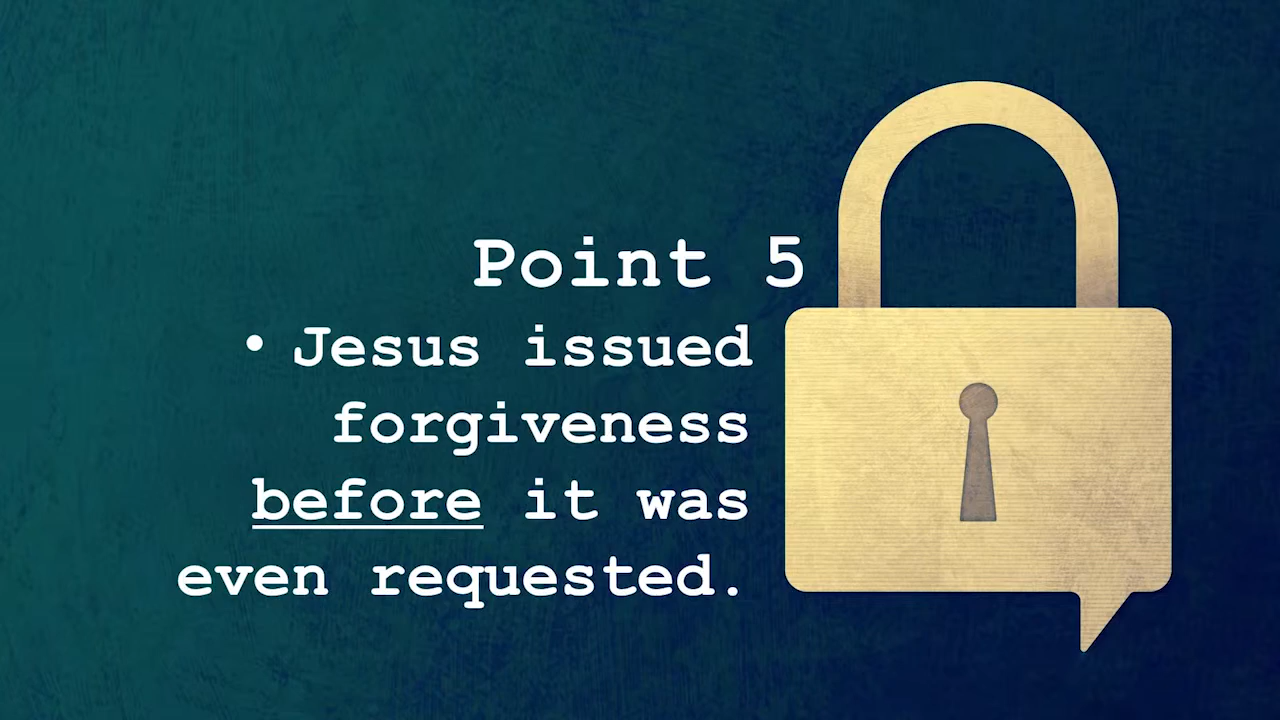 Point 5
• Jesus issued
forgiveness
before it was
even requested.